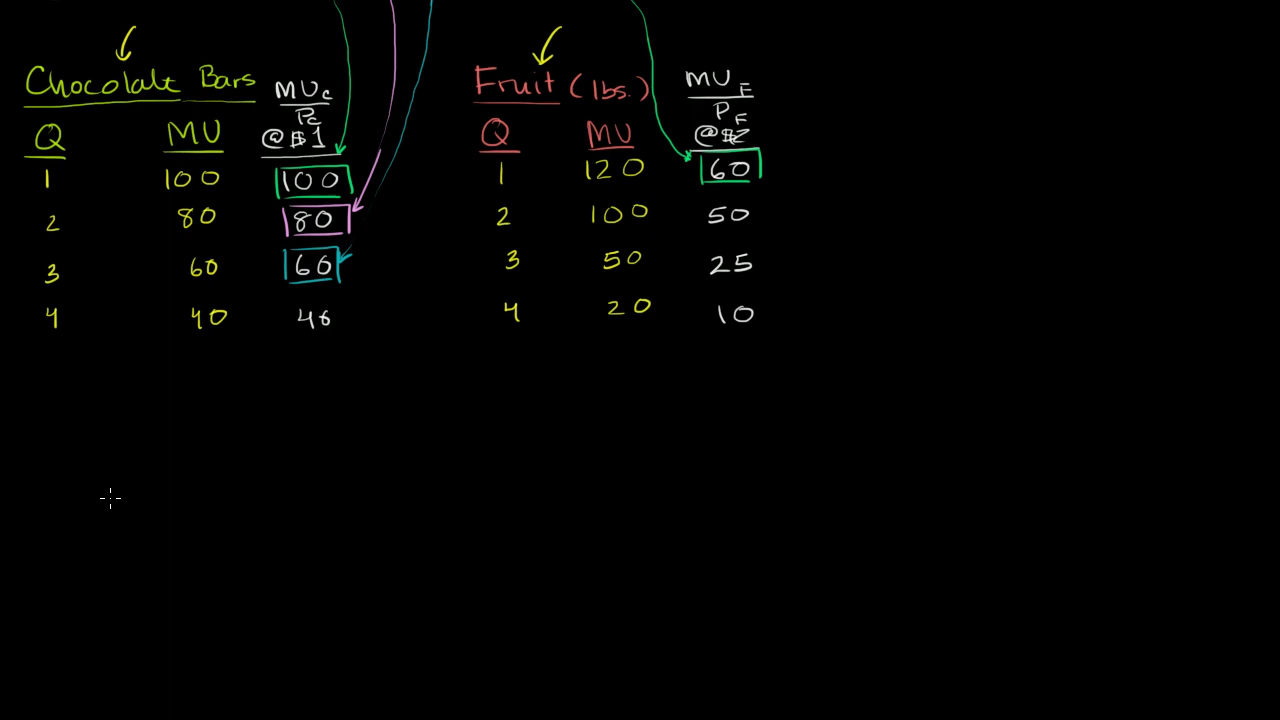 Chocolate Bars
MUc
Pc
Q MU @ $1
1 100 100
2 80 80
3 60 60
4 40 40
Fruit (lbs.)
MUF
PF
Q MU @ $2
1 120 60
2 100 50
3 50 25
4 20 10